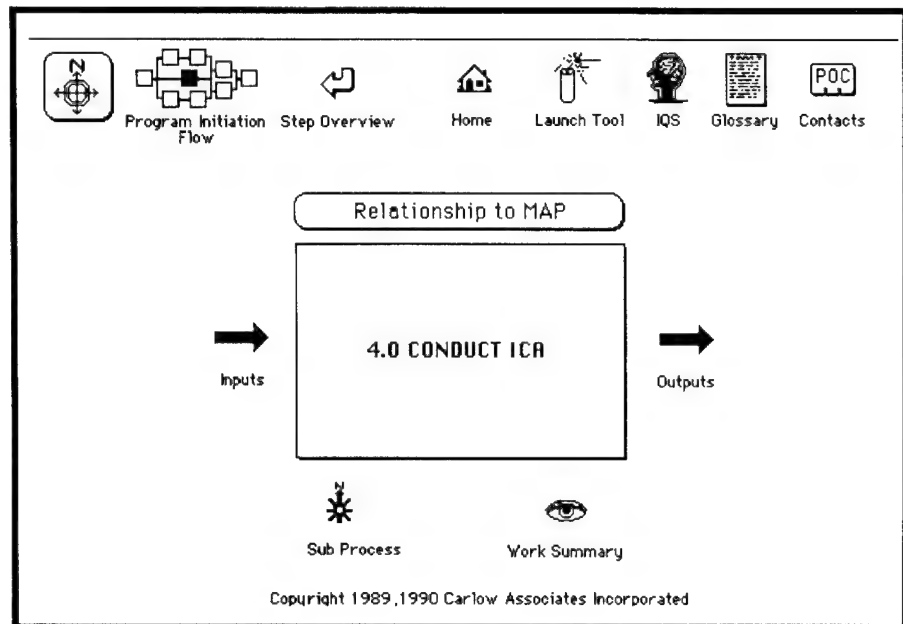 N
POC
Program Initiation Flow
Step Overview
Home
Launch Tool
IQS
Glossary
Contacts
Relationship to MAP
4.0 CONDUCT ICA
Inputs
Outputs
N
Sub Process
Work Summary
Copyright 1989,1990 Carlow Associates Incorporated